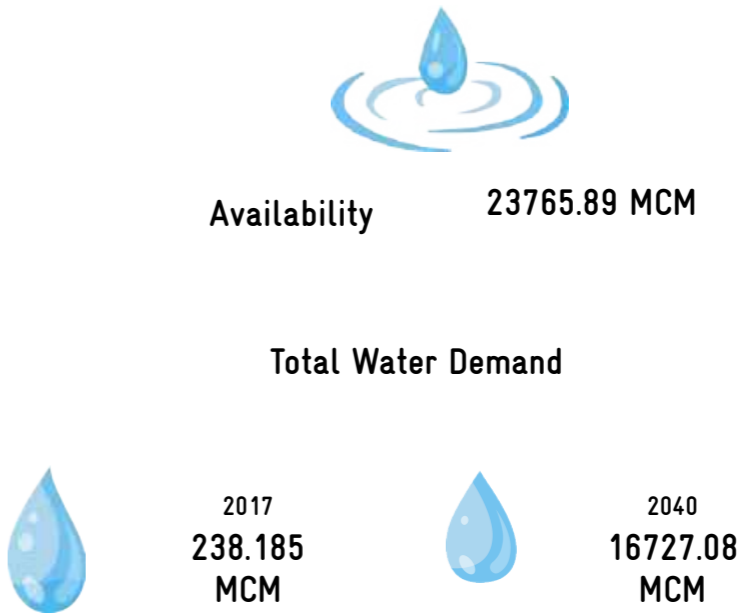 Availability
23765.89 MCM
Total Water Demand
2017
238.185
MCM
2040
16727.08
MCM